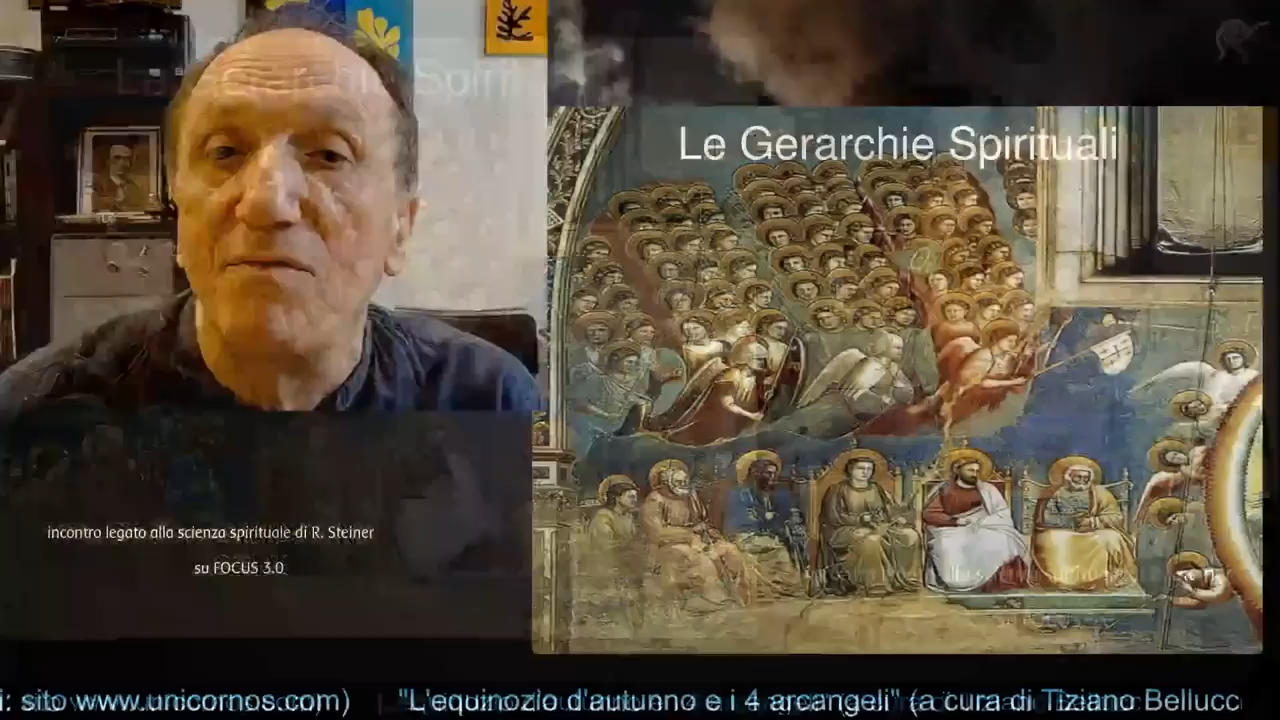 Le Gerarchie Spirituali
incontro legato alla scienza spirituale di R. Steiner
su FOCUS 3.0
i: sito www.unicornos.com) | "L'equinozio d'autunno e i 4 arcangeli" (a cura di Tiziano Bellucc